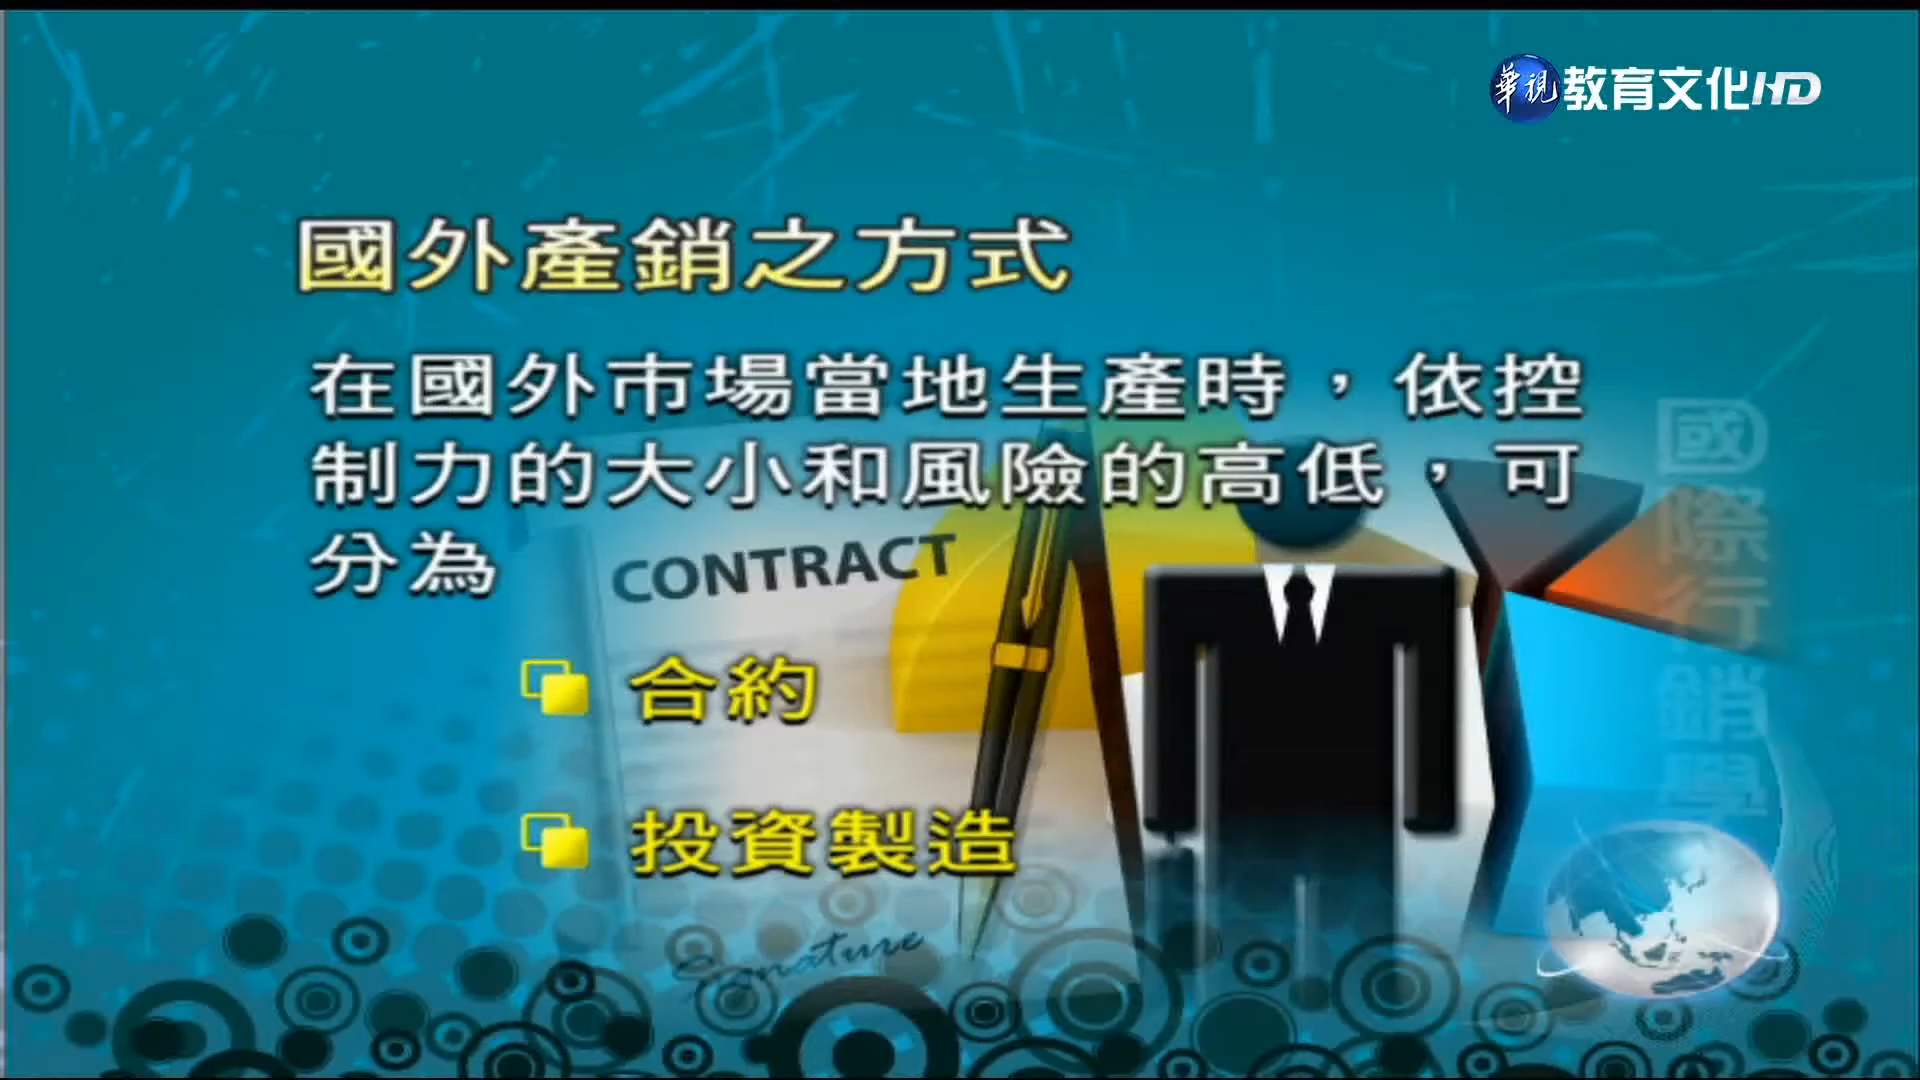 華視教育文化HD
國外產銷之方式
在國外市場當地生產時，依控
制力的大小和風險的高低，可
分為
CONTRACT
合約
投資製造
Signature
國際行銷學